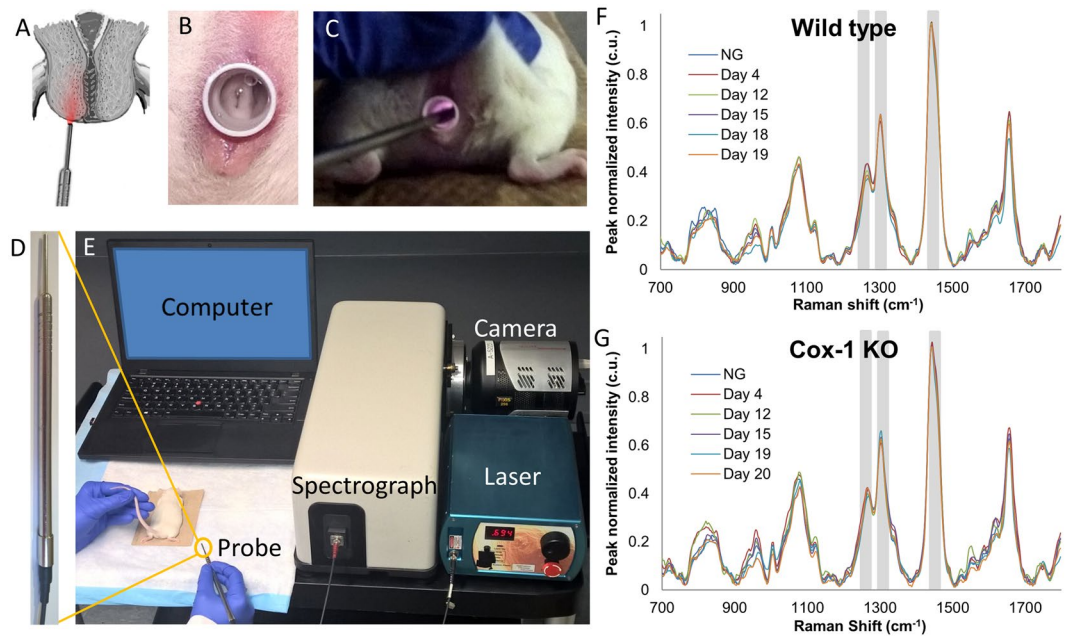 A
B
C
D
E
Computer
Camera
Spectrograph
Laser
.694
Probe
F
Wild type
Peak normalized intensity (c.u.)
1
0.8
0.6
0.4
0.2
0
NG
Day 4
Day 12
Day 15
Day 18
Day 19
700 900 1100 1300 1500 1700
Raman shift (cm⁻¹)
G
Cox-1 KO
Peak normalized intensity (c.u.)
1
0.8
0.6
0.4
0.2
0
NG
Day 4
Day 12
Day 15
Day 19
Day 20
700 900 1100 1300 1500 1700
Raman Shift (cm⁻¹)